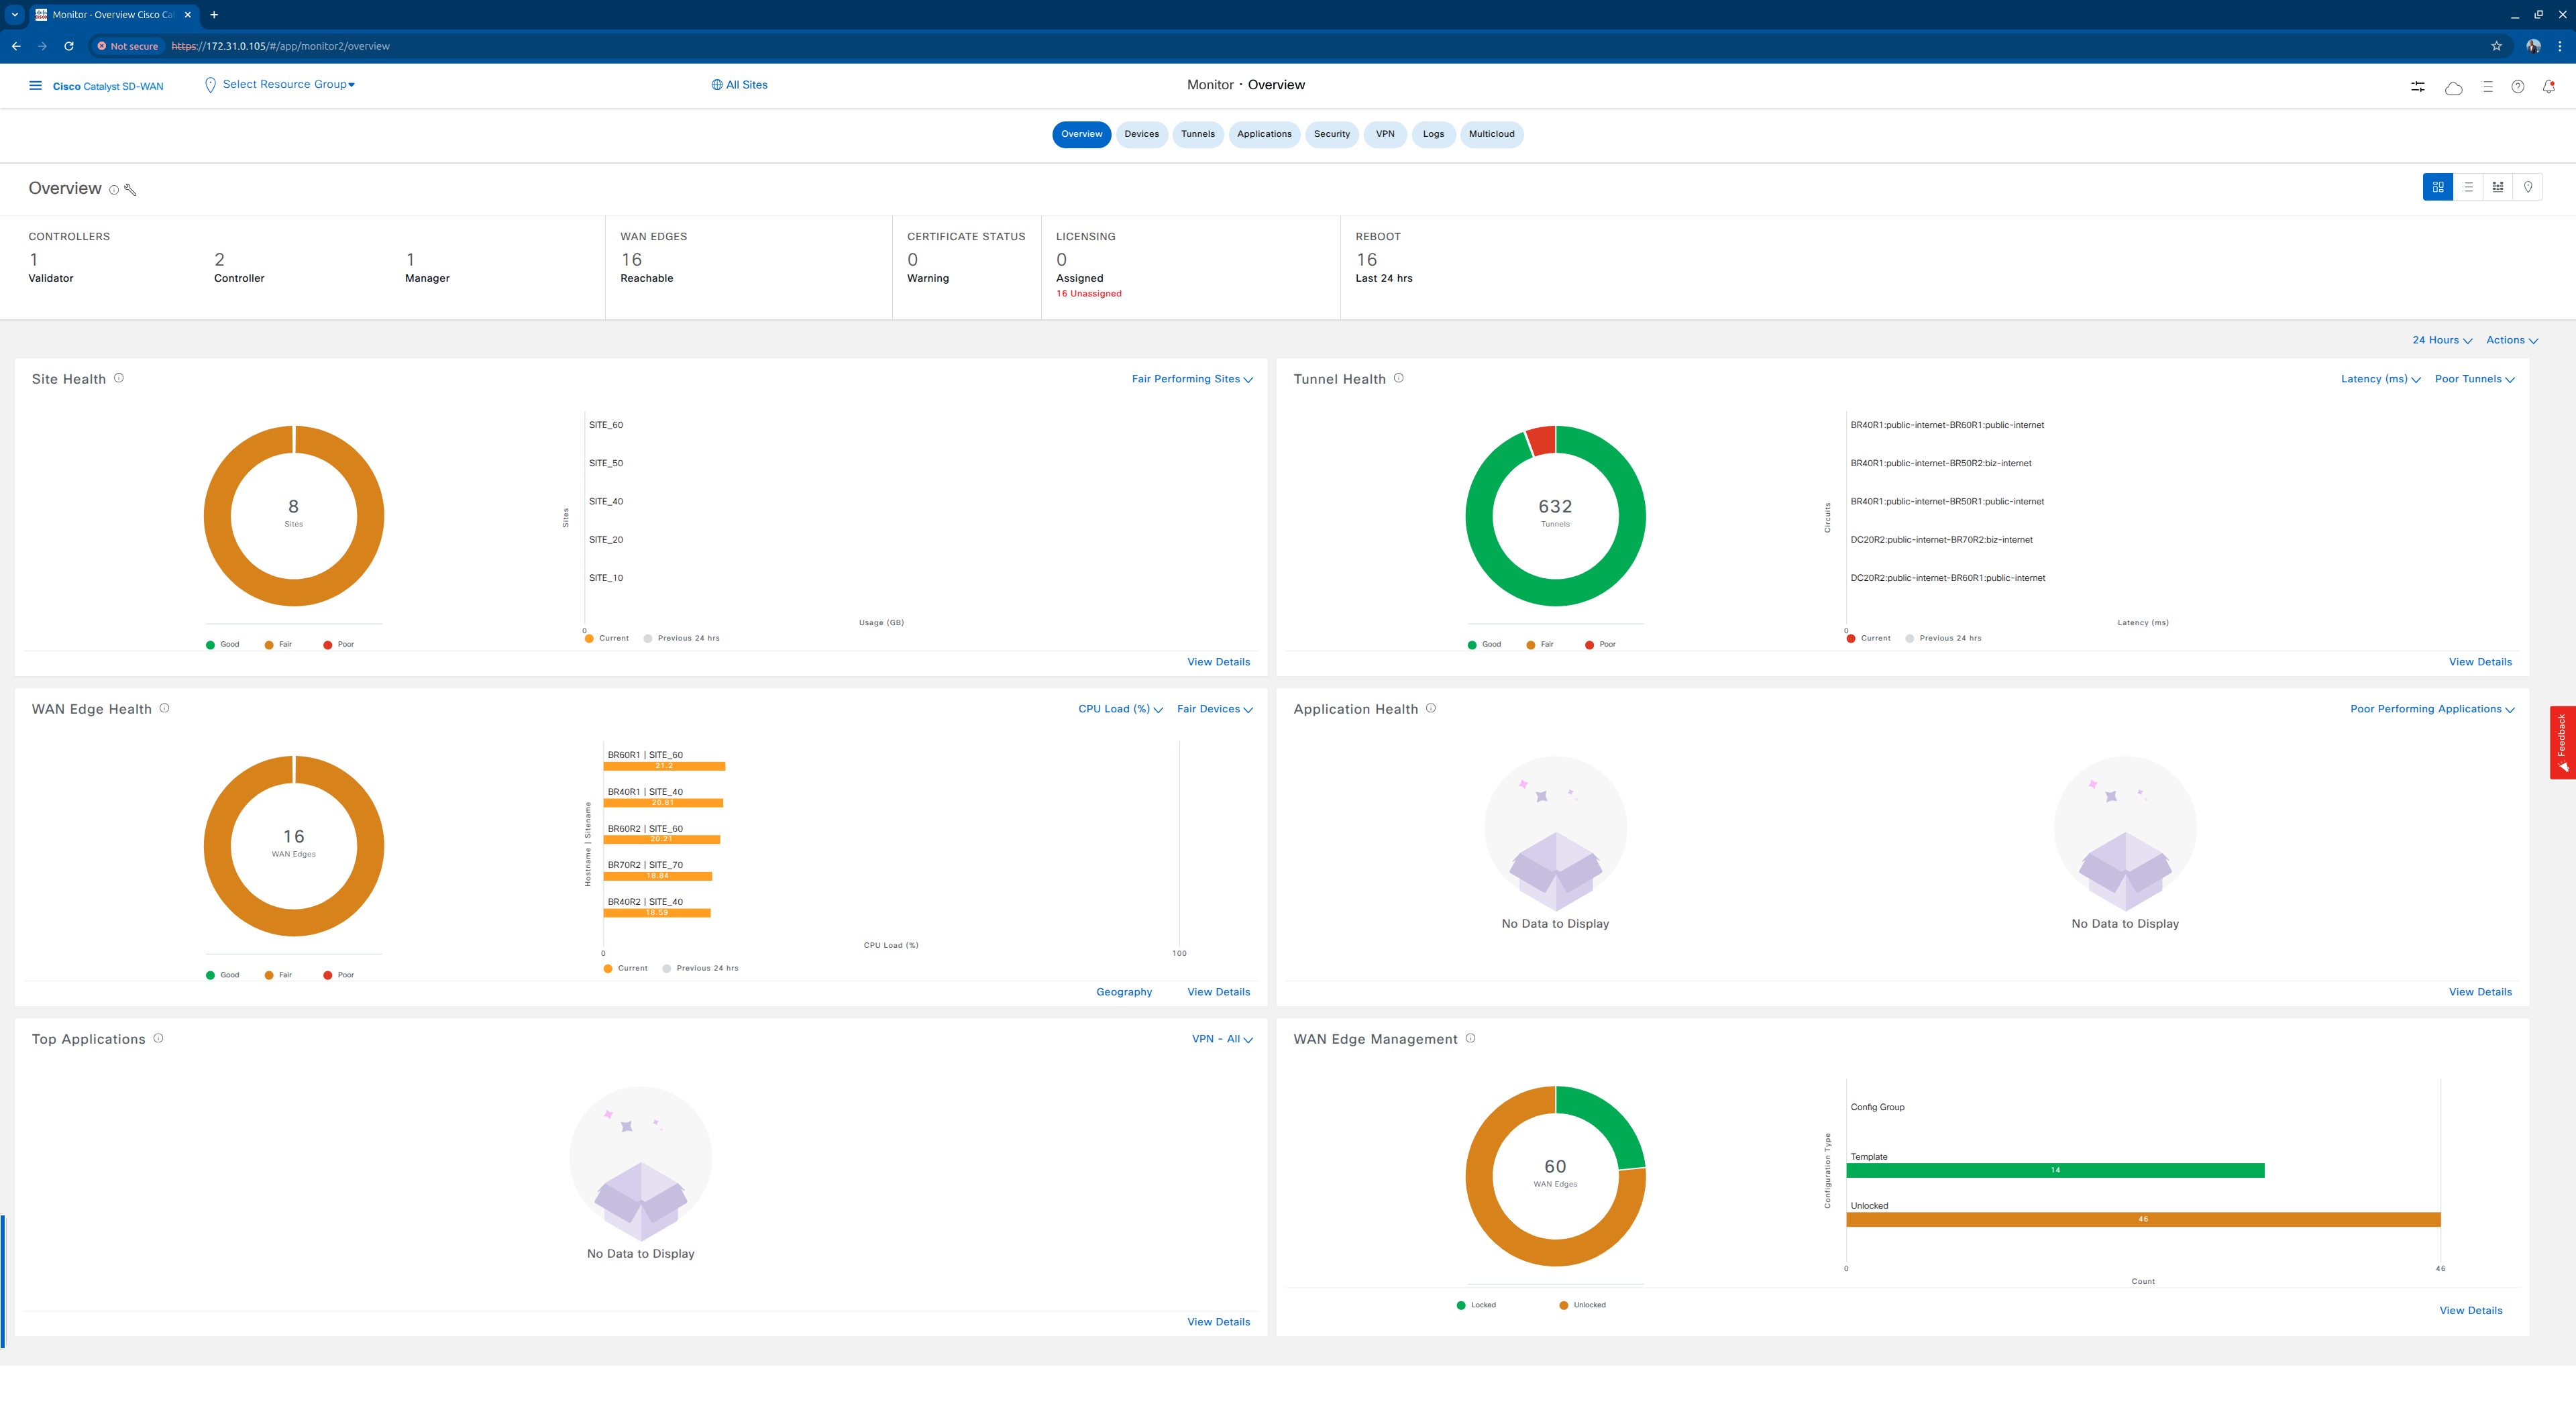 Monitor - Overview Cisco Ca
Not secure https://172.31.0.105/#/app/monitor2/overview
Cisco Catalyst SD-WAN
Select Resource Group
All Sites
Monitor · Overview
Overview Devices Tunnels Applications Security VPN Logs Multicloud
Overview
CONTROLLERS
1
Validator
2
Controller
1
Manager
WAN EDGES
16
Reachable
CERTIFICATE STATUS
0
Warning
LICENSING
0
Assigned
16 Unassigned
REBOOT
16
Last 24 hrs
24 Hours Actions
Site Health
Fair Performing Sites
8
Sites
Good Fair Poor
Sites
SITE_60
SITE_50
SITE_40
SITE_20
SITE_10
Usage (GB)
0
Current Previous 24 hrs
View Details
Tunnel Health
Latency (ms) Poor Tunnels
632
Tunnels
Good Fair Poor
Circuits
BR40R1:public-internet-BR60R1:public-internet
BR40R1:public-internet-BR50R2:biz-internet
BR40R1:public-internet-BR50R1:public-internet
DC20R2:public-internet-BR70R2:biz-internet
DC20R2:public-internet-BR60R1:public-internet
Latency (ms)
0
Current Previous 24 hrs
View Details
WAN Edge Health
CPU Load (%) Fair Devices
16
WAN Edges
Good Fair Poor
Hostname | Sitename
BR60R1 | SITE_60
21.2
BR40R1 | SITE_40
20.81
BR60R2 | SITE_60
20.21
BR70R2 | SITE_70
18.84
BR40R2 | SITE_40
18.59
CPU Load (%)
0 100
Current Previous 24 hrs
Geography View Details
Application Health
Poor Performing Applications
No Data to Display
No Data to Display
View Details
Feedback
Top Applications
VPN - All
No Data to Display
View Details
WAN Edge Management
60
WAN Edges
Locked Unlocked
Configuration Type
Config Group
Template
14
Unlocked
46
0 46
Count
View Details